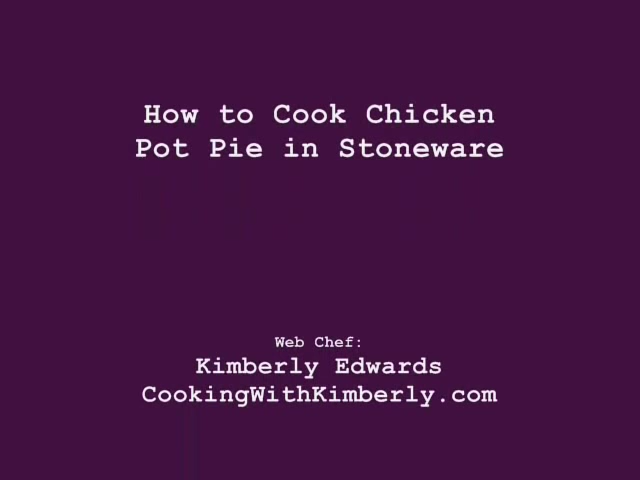 How to Cook Chicken
Pot Pie in Stoneware
Web Chef:
Kimberly Edwards
CookingWithKimberly.com